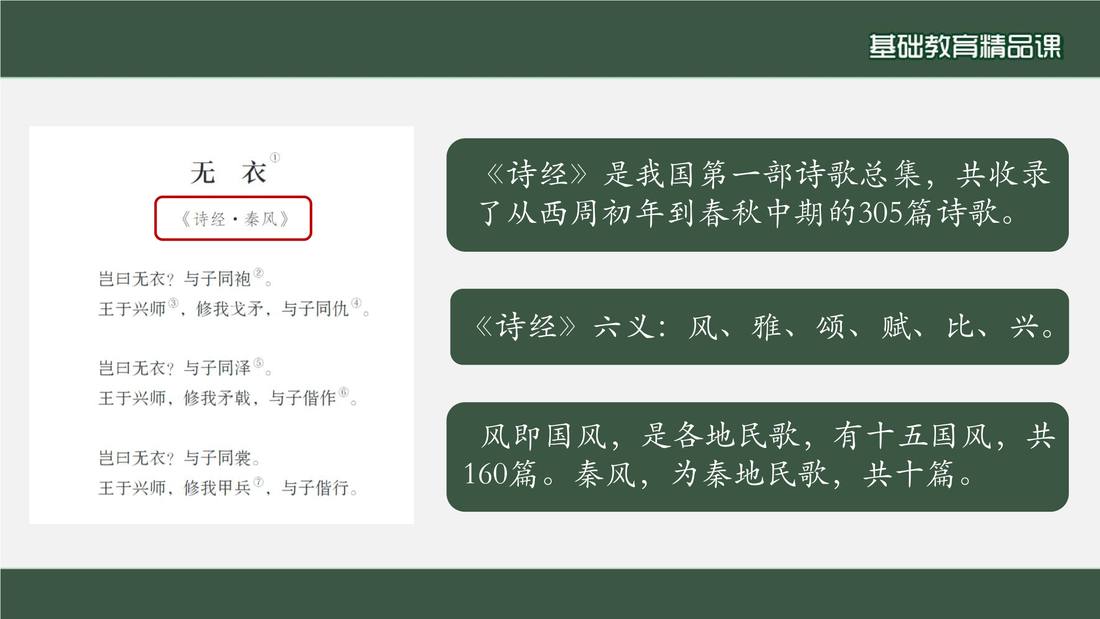 基础教育精品课
无 衣①
《诗经·秦风》
岂曰无衣？与子同袍②。
王于兴师③，修我戈矛，与子同仇④。
岂曰无衣？与子同泽⑤。
王于兴师，修我矛戟，与子偕作⑥。
岂曰无衣？与子同裳。
王于兴师，修我甲兵⑦，与子偕行。
《诗经》是我国第一部诗歌总集，共收录
了从西周初年到春秋中期的305篇诗歌。
《诗经》六义：风、雅、颂、赋、比、兴。
风即国风，是各地民歌，有十五国风，共
160篇。秦风，为秦地民歌，共十篇。